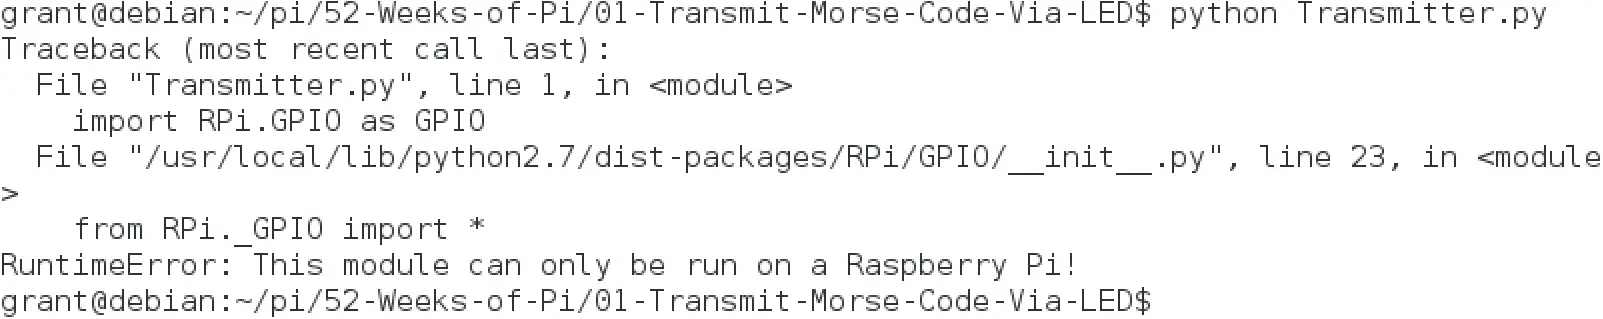 grant@debian:~/pi/52-Weeks-of-Pi/01-Transmit-Morse-Code-Via-LED$ python Transmitter.py
Traceback (most recent call last):
  File "Transmitter.py", line 1, in <module>
    import RPi.GPIO as GPIO
  File "/usr/local/lib/python2.7/dist-packages/RPi/GPIO/__init__.py", line 23, in <module
>
    from RPi._GPIO import *
RuntimeError: This module can only be run on a Raspberry Pi!
grant@debian:~/pi/52-Weeks-of-Pi/01-Transmit-Morse-Code-Via-LED$